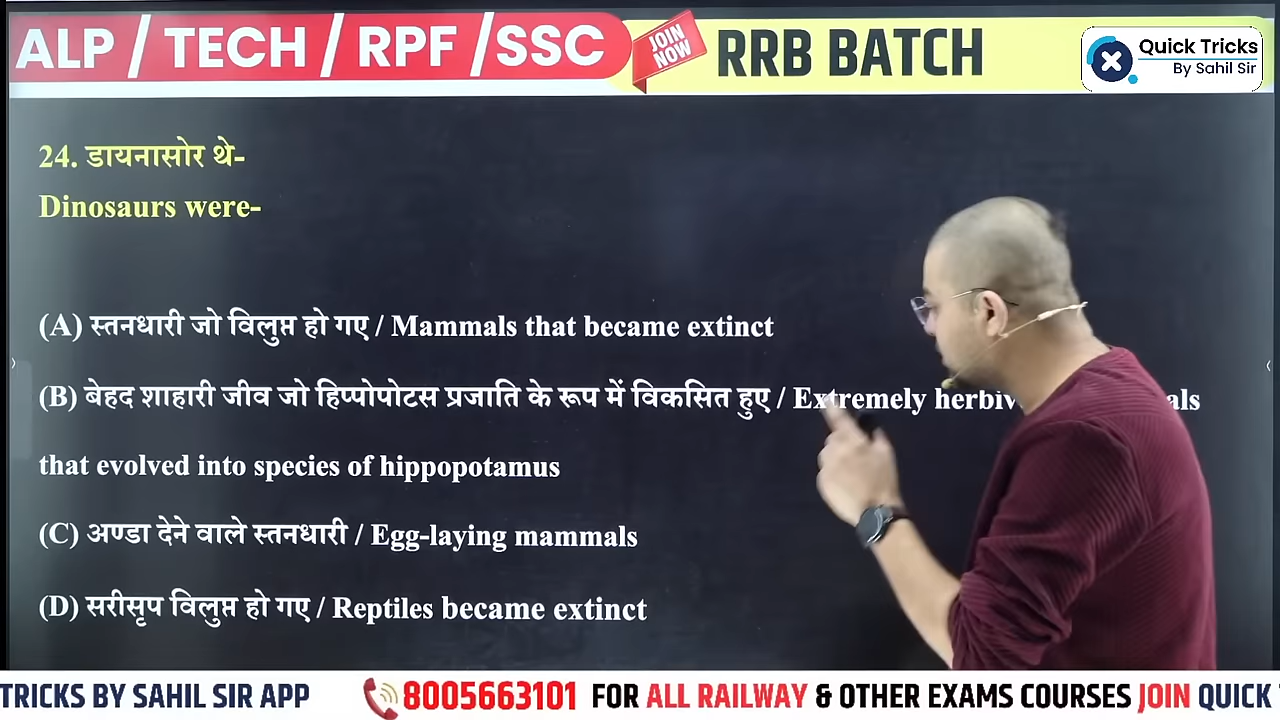 ALP / TECH / RPF / SSC
JOIN NOW
RRB BATCH
Quick Tricks
By Sahil Sir
24. डायनासोर थे-
Dinosaurs were-
(A) स्तनधारी जो विलुप्त हो गए / Mammals that became extinct
(B) बेहद शाहारी जीव जो हिप्पोपोटस प्रजाति के रूप में विकसित हुए / Extremely
that evolved into species of hippopotamus
(C) अण्डा देने वाले स्तनधारी / Egg-laying mammals
(D) सरीसृप विलुप्त हो गए / Reptiles became extinct
TRICKS BY SAHIL SIR APP 8005663101 FOR ALL RAILWAY & OTHER EXAMS COURSES JOIN QUICK